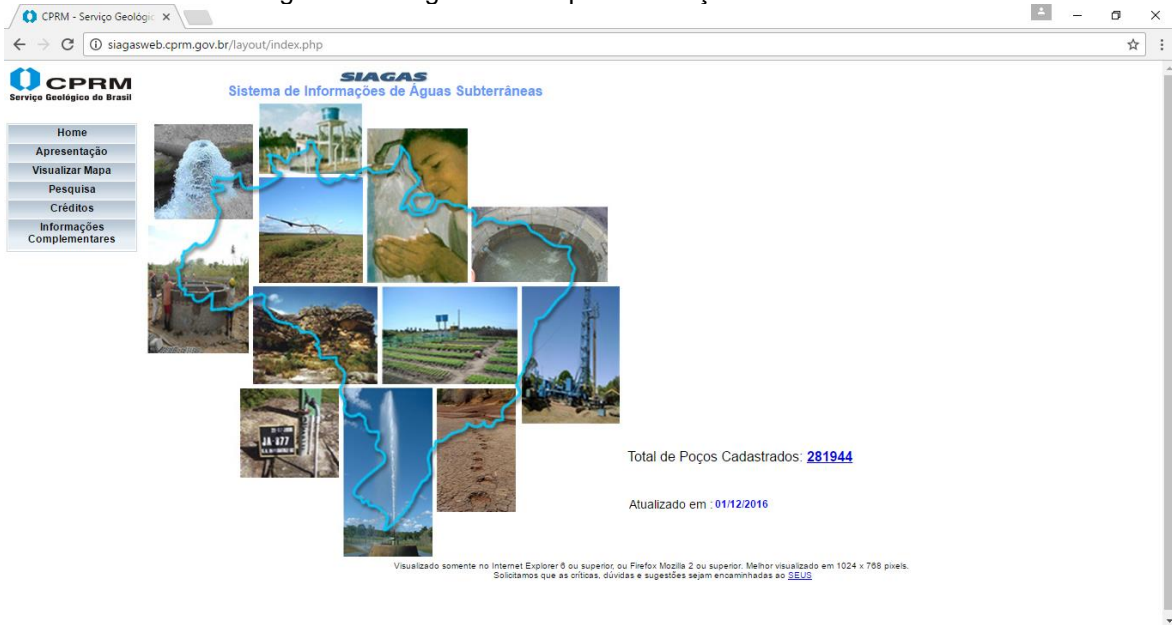 CPRM - Serviço Geológic
siagasweb.cprm.gov.br/layout/index.php
CPRM
Serviço Geológico do Brasil
SIAGAS
Sistema de Informações de Águas Subterrâneas
Home
Apresentação
Visualizar Mapa
Pesquisa
Créditos
Informações
Complementares
JA-077
Total de Poços Cadastrados: 281944
Atualizado em : 01/12/2016
Visualizado somente no Internet Explorer 6 ou superior, ou Firefox Mozilla 2 ou superior. Melhor visualizado em 1024 x 768 pixels.
Solicitamos que as críticas, dúvidas e sugestões sejam encaminhadas ao SEUS